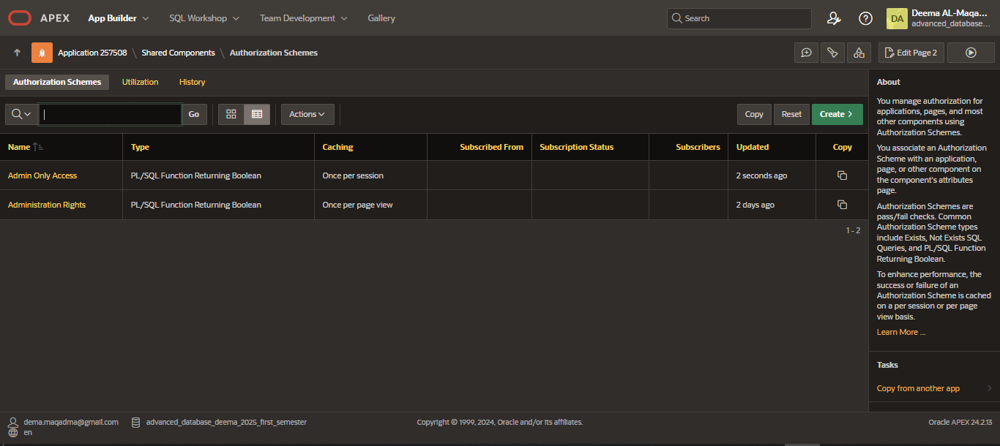 APEX
App Builder
SQL Workshop
Team Development
Gallery
Search
DA
Deema AL-Maqa...
advanced_database...
Application 257508 \ Shared Components \ Authorization Schemes
Edit Page 2
Authorization Schemes
Utilization
History
Go
Actions
Copy
Reset
Create
Name Type Caching Subscribed From Subscription Status Subscribers Updated Copy
Admin Only Access PL/SQL Function Returning Boolean Once per session 2 seconds ago
Administration Rights PL/SQL Function Returning Boolean Once per page view 2 days ago
1 - 2
About
You manage authorization for
applications, pages, and most
other components using
Authorization Schemes.
You associate an Authorization
Scheme with an application,
page, or other component on
the component's attributes
page.
Authorization Schemes are
pass/fail checks. Common
Authorization Scheme types
include Exists, Not Exists SQL
Queries, and PL/SQL Function
Returning Boolean.
To enhance performance, the
success or failure of an
Authorization Scheme is cached
on a per session or per page
view basis.
Learn More ...
Tasks
Copy from another app
dema.maqadma@gmail.com
advanced_database_deema_2025_first_semester
en
Copyright © 1999, 2024, Oracle and/or its affiliates.
Oracle APEX 24.2.13